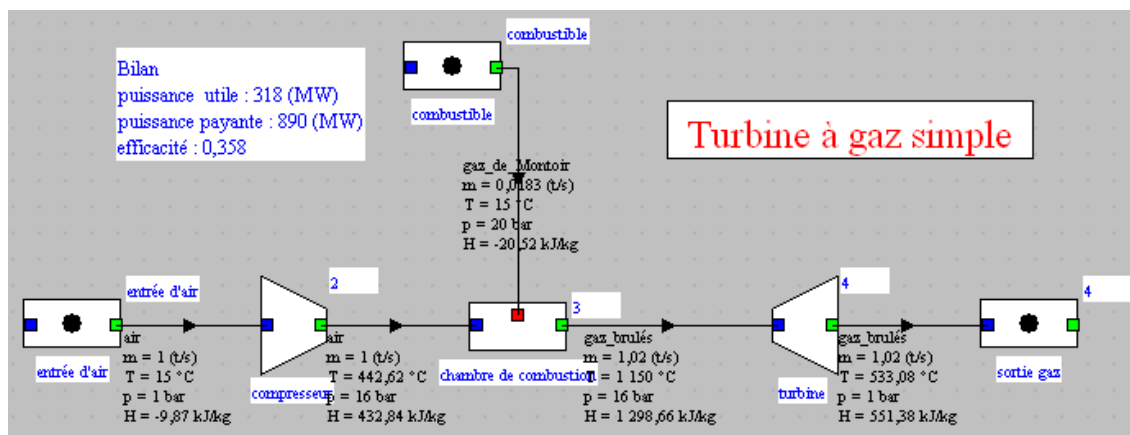 combustible
Bilan
puissance utile : 318 (MW)
puissance payante : 890 (MW)
efficacité : 0,358
combustible
Turbine à gaz simple
gaz_de_Montoir
m = 0,0183 (t/s)
T = 15 °C
p = 20 bar
H = -20,52 kJ/kg
entrée d'air
2
3
4
4
entrée d'air
air
m = 1 (t/s)
T = 15 °C
p = 1 bar
H = -9,87 kJ/kg
compresseur
air
m = 1 (t/s)
T = 442,62 °C
p = 16 bar
H = 432,84 kJ/kg
chambre de combustion
gaz_brulés
m = 1,02 (t/s)
T = 1 150 °C
p = 16 bar
H = 1 298,66 kJ/kg
turbine
gaz_brulés
m = 1,02 (t/s)
T = 533,08 °C
p = 1 bar
H = 551,38 kJ/kg
sortie gaz